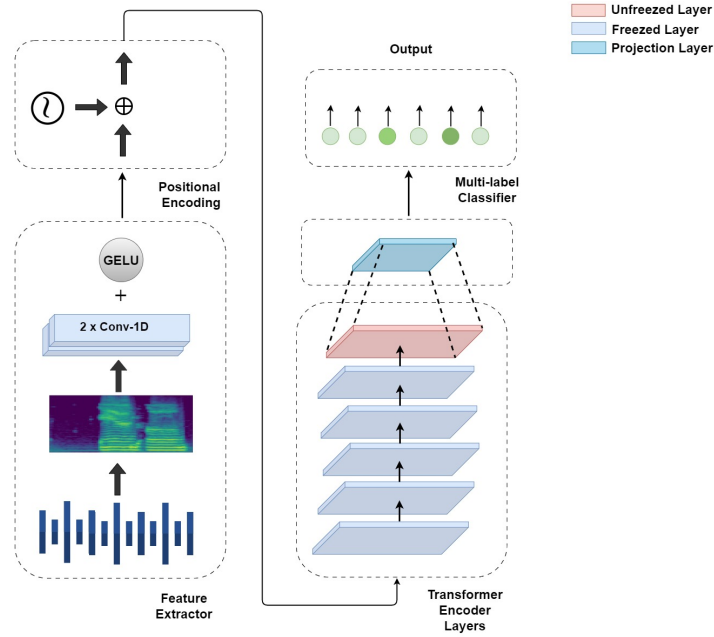 Unfreezed Layer
Freezed Layer
Projection Layer
Output
Positional
Encoding
Multi-label
Classifier
GELU
+
2 x Conv-1D
Feature
Extractor
Transformer
Encoder
Layers